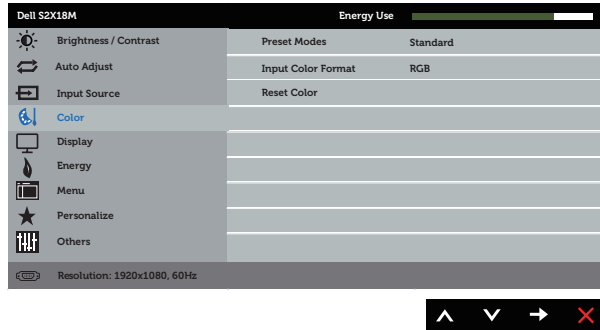 Dell S2X18M Energy Use
Brightness / Contrast
Preset Modes Standard
Auto Adjust
Input Color Format RGB
Input Source
Reset Color
Color
Display
Energy
Menu
Personalize
Others
Resolution: 1920x1080, 60Hz